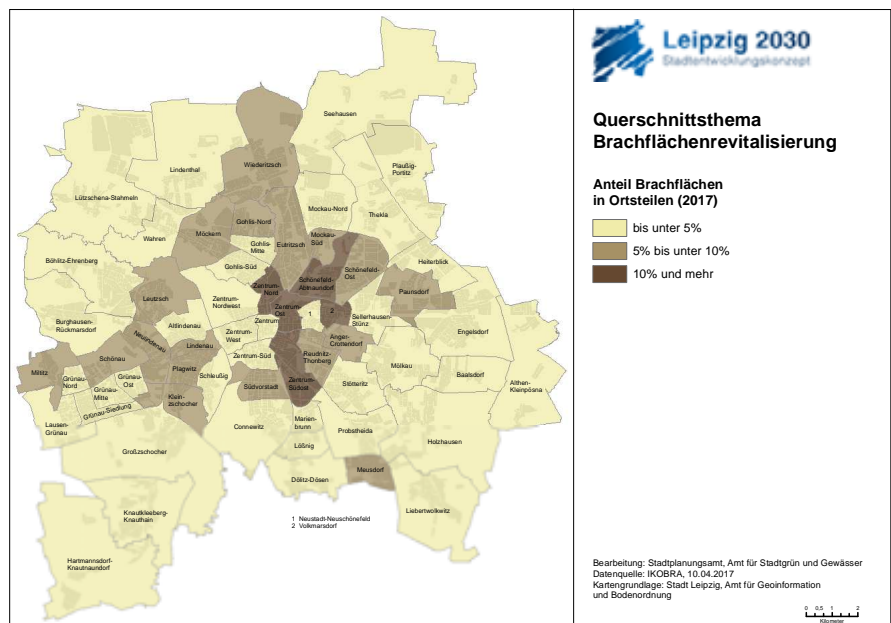 Leipzig 2030
Stadtentwicklungskonzept
Querschnittsthema
Brachflächenrevitalisierung
Anteil Brachflächen
in Ortsteilen (2017)
bis unter 5%
5% bis unter 10%
10% und mehr
Seehausen
Wiederitzsch
Lindenthal
Plaußig-
Portitz
Lützschena-Stahmeln
Mockau-Nord
Thekla
Gohlis-Nord
Möckern
Wahren
Gohlis-
Mitte
Eutritzsch
Mockau-
Süd
Böhlitz-Ehrenberg
Gohlis-Süd
Schönefeld-
Ost
Heiterblick
Schönefeld-
Abtnaundorf
Zentrum-
Nord
Paunsdorf
Leutzsch
Zentrum-
Nordwest
Zentrum-
Ost
1
2
Sellerhausen-
Stünz
Burghausen-
Rückmarsdorf
Altlindenau
Zentrum
Engelsdorf
Neulindenau
Lindenau
Zentrum-
West
Anger-
Crottendorf
Schönau
Zentrum-Süd
Reudnitz-
Thonberg
Mölkau
Miltitz
Grünau-
Nord
Grünau-
Ost
Grünau-
Mitte
Plagwitz
Schleußig
Baalsdorf
Südvorstadt
Zentrum-
Südost
Stötteritz
Althen-
Kleinpösna
Klein-
zschocher
Grünau-Siedlung
Lausen-
Grünau
Connewitz
Marien-
brunn
Probstheida
Holzhausen
Großzschocher
Lößnig
Meusdorf
Dölitz-Dösen
Liebertwolkwitz
Knautkleeberg-
Knauthain
Hartmannsdorf-
Knautnaundorf
1 Neustadt-Neuschönefeld
2 Volkmarsdorf
Bearbeitung: Stadtplanungsamt, Amt für Stadtgrün und Gewässer
Datenquelle: IKOBRA, 10.04.2017
Kartengrundlage: Stadt Leipzig, Amt für Geoinformation
und Bodenordnung
0 0,5 1 2
Kilometer